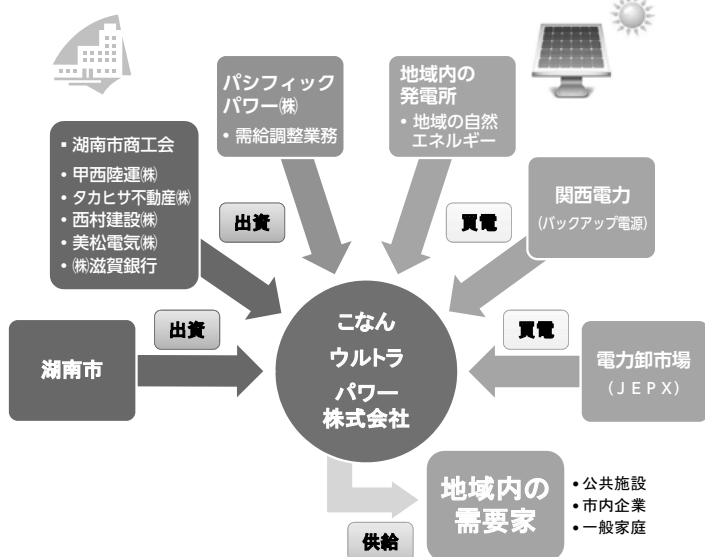 パシフィック
パワー㈱
・需給調整業務
地域内の
発電所
・地域の自然
エネルギー
▪湖南市商工会
・甲西陸運㈱
・タカヒサ不動産㈱
・西村建設㈱
・美松電気㈱
・㈱滋賀銀行
出資
買電
関西電力
(バックアップ電源)
湖南市
出資
こなん
ウルトラ
パワー
株式会社
買電
電力卸市場
(JEPX)
供給
地域内の
需要家
•公共施設
•市内企業
•一般家庭